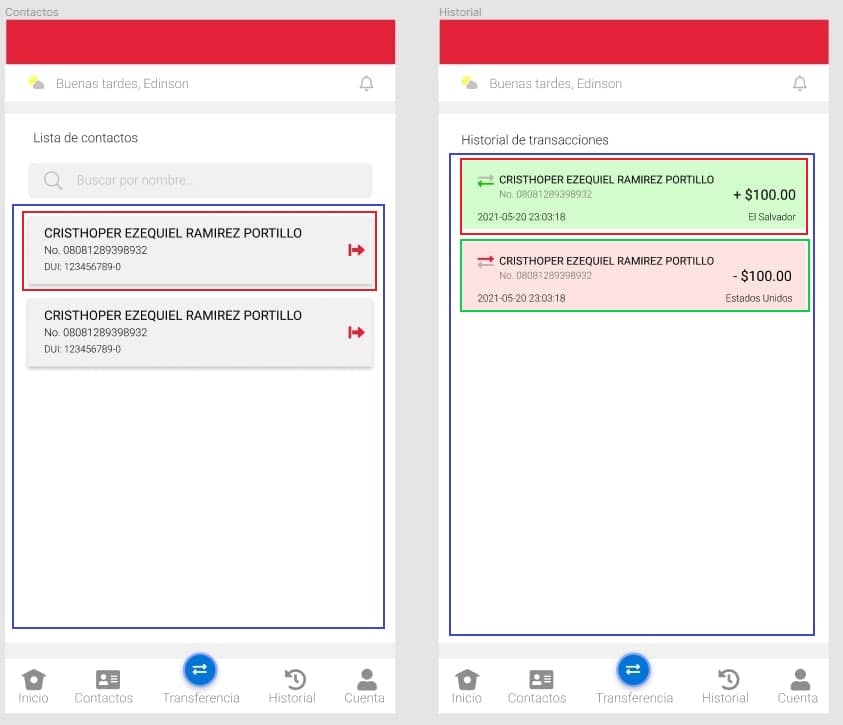 Contactos
Buenas tardes, Edinson
Lista de contactos
Buscar por nombre...
CRISTHOPER EZEQUIEL RAMIREZ PORTILLO
No. 08081289398932
DUI: 123456789-0
CRISTHOPER EZEQUIEL RAMIREZ PORTILLO
No. 08081289398932
DUI: 123456789-0
Inicio
Contactos
Transferencia
Historial
Cuenta
Historial
Buenas tardes, Edinson
Historial de transacciones
CRISTHOPER EZEQUIEL RAMIREZ PORTILLO
No. 08081289398932
+ $100.00
2021-05-20 23:03:18
El Salvador
CRISTHOPER EZEQUIEL RAMIREZ PORTILLO
No. 08081289398932
- $100.00
2021-05-20 23:03:18
Estados Unidos
Inicio
Contactos
Transferencia
Historial
Cuenta